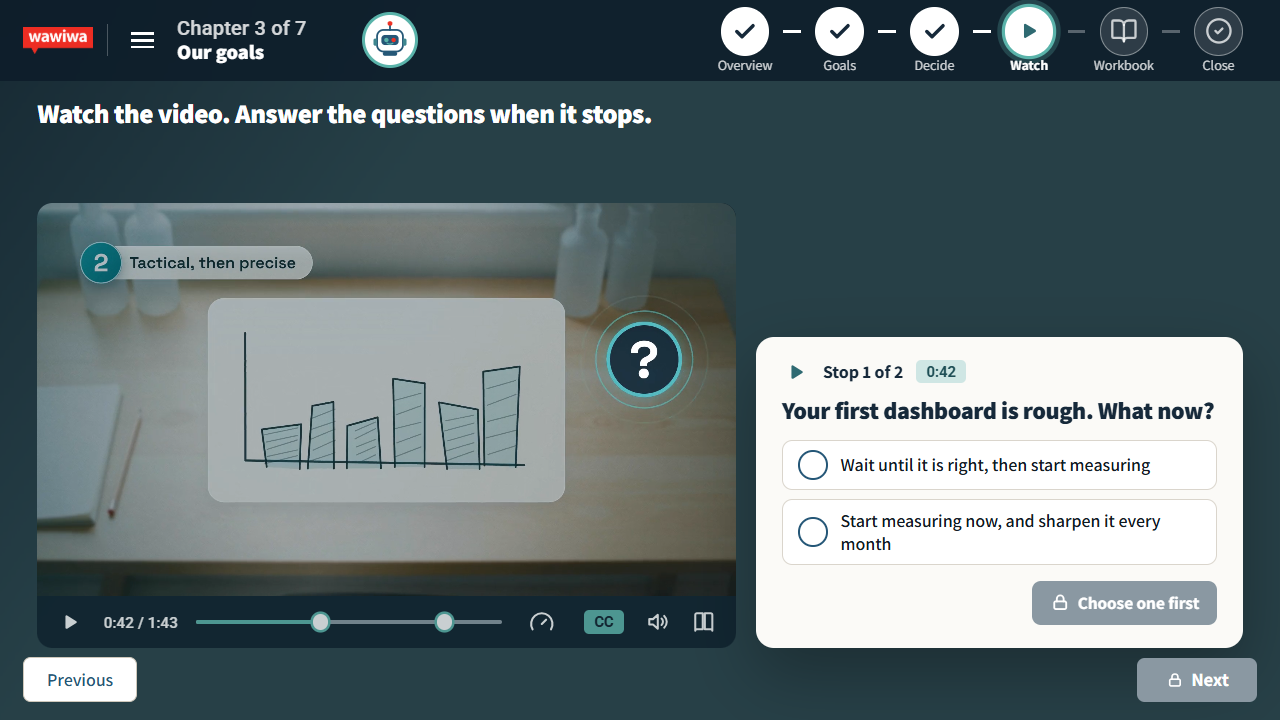 wawiwa
Chapter 3 of 7
Our goals
Overview
Goals
Decide
Watch
Workbook
Close
Watch the video. Answer the questions when it stops.
2 Tactical, then precise
?
0:42 / 1:43
CC
Stop 1 of 2 0:42
Your first dashboard is rough. What now?
Wait until it is right, then start measuring
Start measuring now, and sharpen it every
month
Choose one first
Previous
Next